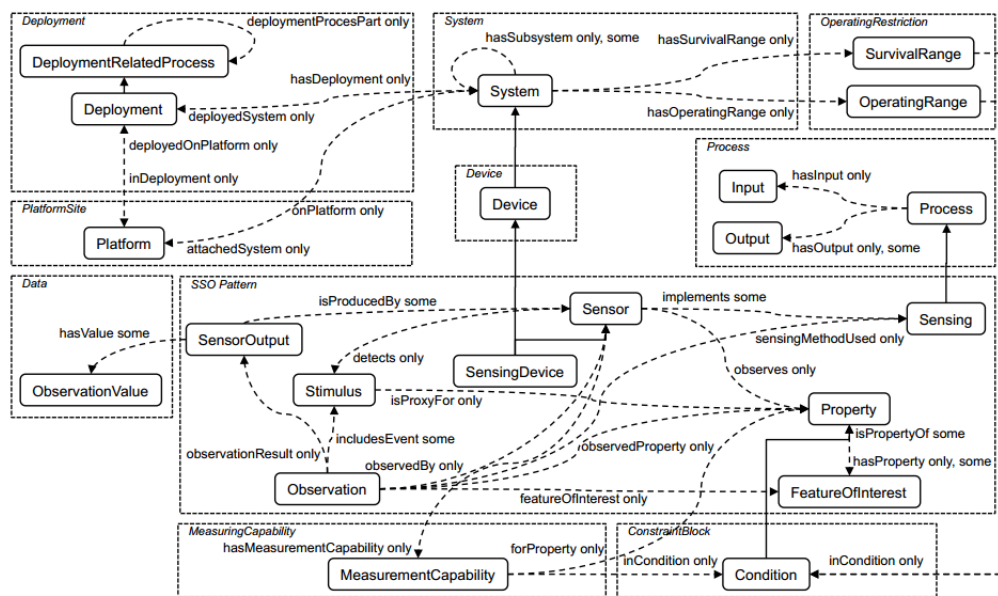 Deployment
deploymentProcesPart only
DeploymentRelatedProcess
Deployment
hasDeployment only
deployedSystem only
deployedOnPlatform only
inDeployment only
System
hasSubsystem only, some
System
hasSurvivalRange only
hasOperatingRange only
OperatingRestriction
SurvivalRange
OperatingRange
Process
hasInput only
Input
Process
Output
hasOutput only, some
Device
Device
PlatformSite
onPlatform only
Platform
attachedSystem only
Data
hasValue some
ObservationValue
SSO Pattern
isProducedBy some
Sensor
implements some
SensorOutput
Sensing
sensingMethodUsed only
detects only
SensingDevice
Stimulus
observes only
isProxyFor only
Property
isPropertyOf some
includesEvent some
observedProperty only
observationResult only
observedBy only
hasProperty only, some
Observation
featureOfInterest only
FeatureOfInterest
MeasuringCapability
hasMeasurementCapability only
forProperty only
MeasurementCapability
ConstraintBlock
inCondition only
Condition
inCondition only